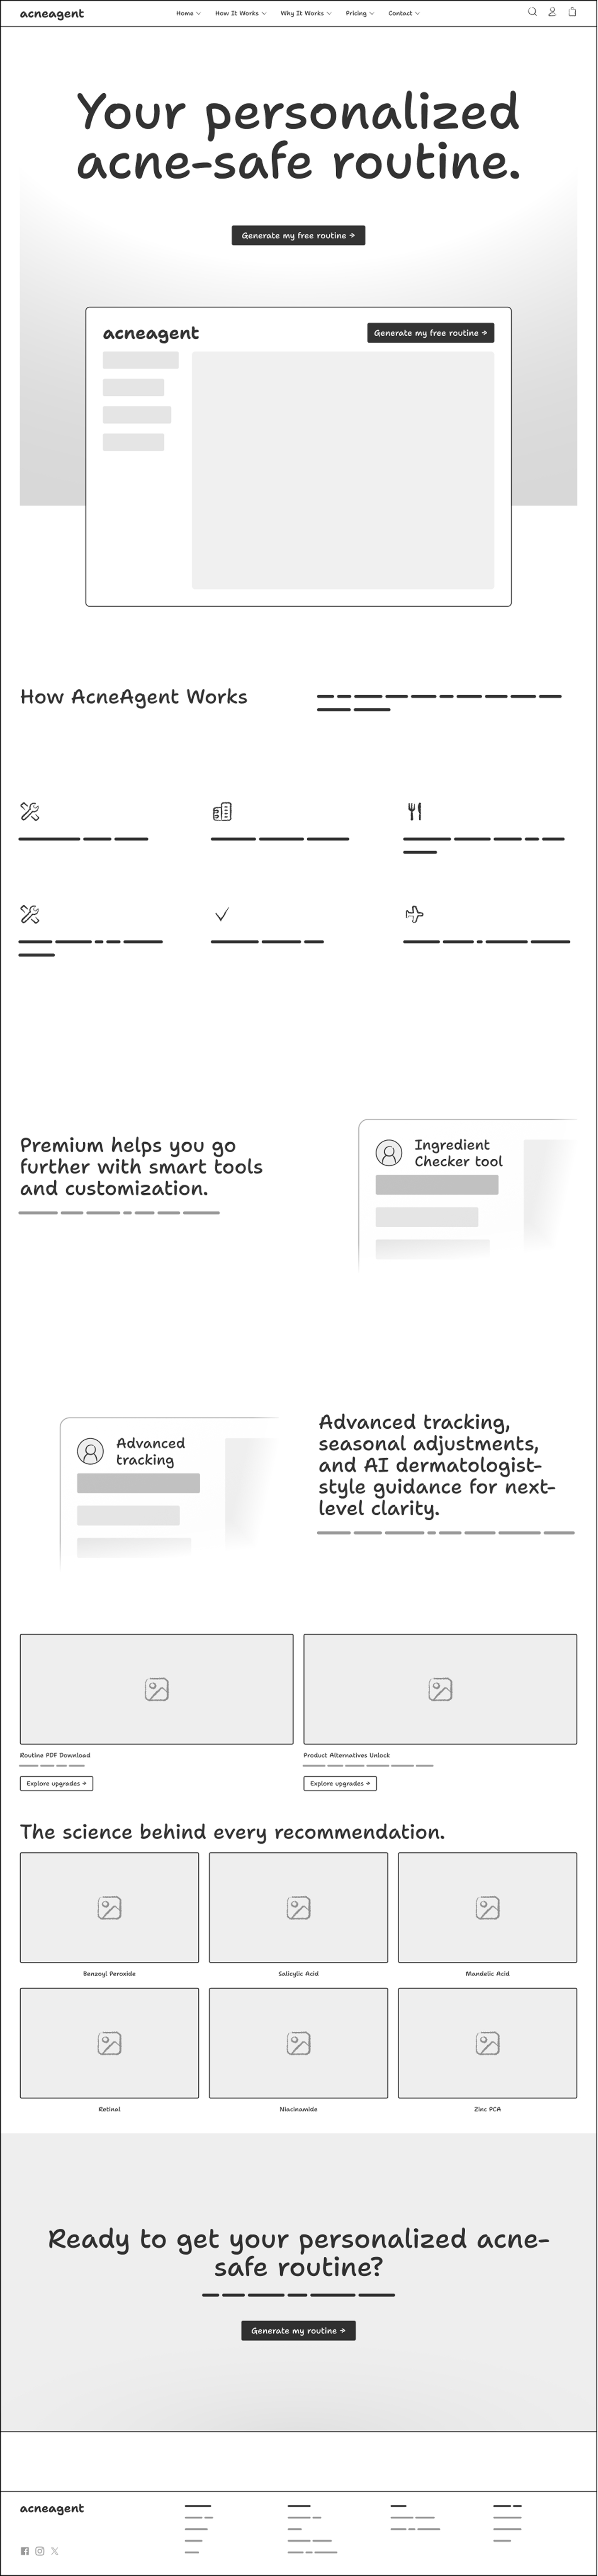 acneagent
Home
How It Works
Why It Works
Pricing
Contact
Your personalized
acne-safe routine.
Generate my free routine →
acneagent
Generate my free routine →
How AcneAgent Works
Premium helps you go
further with smart tools
and customization.
Ingredient
Checker tool
Advanced
tracking
Advanced tracking,
seasonal adjustments,
and AI dermatologist-
style guidance for next-
level clarity.
Routine PDF Download
Explore upgrades →
Product Alternatives Unlock
Explore upgrades →
The science behind every recommendation.
Benzoyl Peroxide
Salicylic Acid
Mandelic Acid
Retinal
Niacinamide
Zinc PCA
Ready to get your personalized acne-
safe routine?
Generate my routine →
acneagent